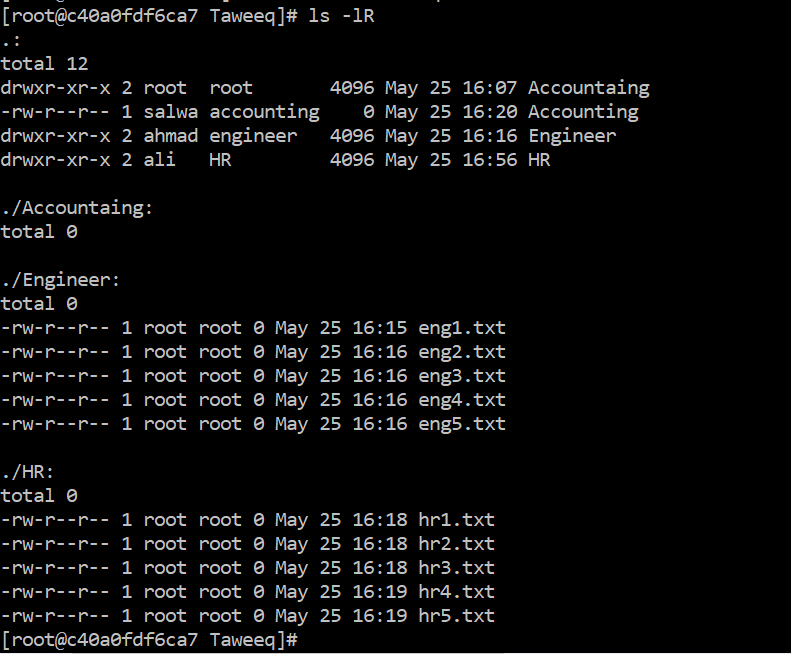 [root@c40a0fdf6ca7 Taweeq]# ls -lR
.:
total 12
drwxr-xr-x 2 root  root       4096 May 25 16:07 Accountaing
-rw-r--r-- 1 salwa accounting    0 May 25 16:20 Accounting
drwxr-xr-x 2 ahmad engineer   4096 May 25 16:16 Engineer
drwxr-xr-x 2 ali   HR         4096 May 25 16:56 HR

./Accountaing:
total 0

./Engineer:
total 0
-rw-r--r-- 1 root root 0 May 25 16:15 eng1.txt
-rw-r--r-- 1 root root 0 May 25 16:16 eng2.txt
-rw-r--r-- 1 root root 0 May 25 16:16 eng3.txt
-rw-r--r-- 1 root root 0 May 25 16:16 eng4.txt
-rw-r--r-- 1 root root 0 May 25 16:16 eng5.txt

./HR:
total 0
-rw-r--r-- 1 root root 0 May 25 16:18 hr1.txt
-rw-r--r-- 1 root root 0 May 25 16:18 hr2.txt
-rw-r--r-- 1 root root 0 May 25 16:18 hr3.txt
-rw-r--r-- 1 root root 0 May 25 16:19 hr4.txt
-rw-r--r-- 1 root root 0 May 25 16:19 hr5.txt
[root@c40a0fdf6ca7 Taweeq]#